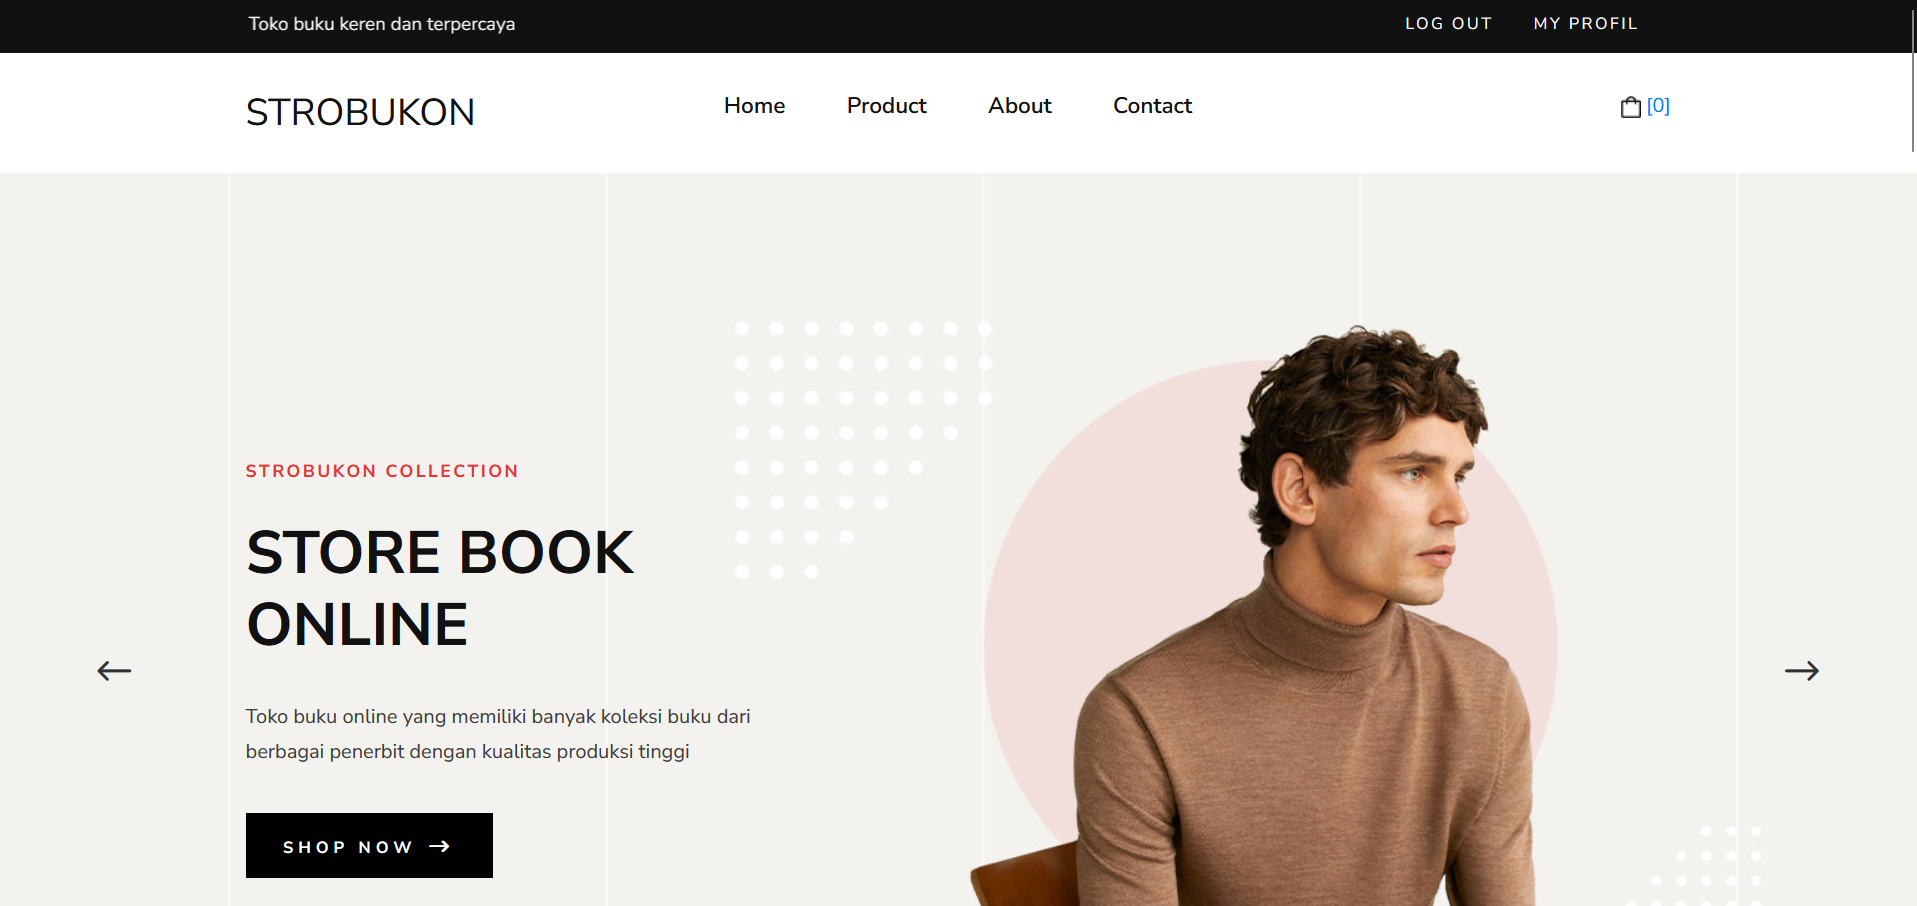 Toko buku keren dan terpercaya
LOG OUT MY PROFIL
STROBUKON
Home Product About Contact
[0]
STROBUKON COLLECTION
STORE BOOK
ONLINE
Toko buku online yang memiliki banyak koleksi buku dari
berbagai penerbit dengan kualitas produksi tinggi
SHOP NOW